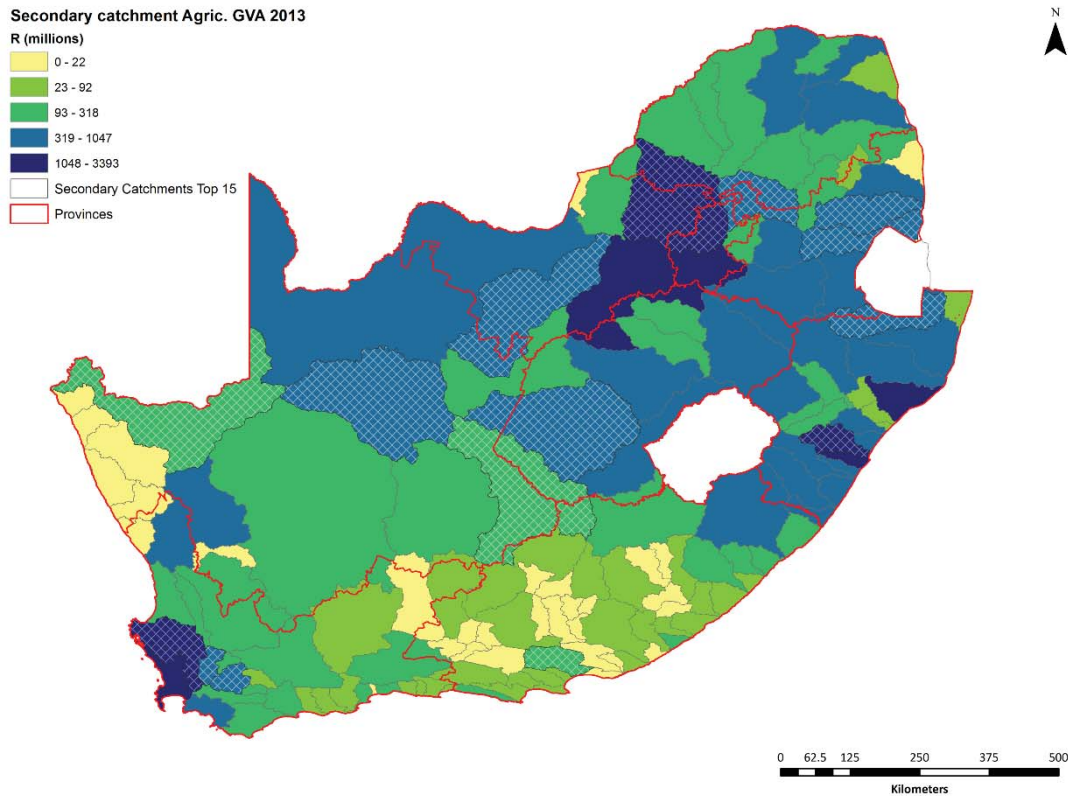 Secondary catchment Agric. GVA 2013
R (millions)
0 - 22
23 - 92
93 - 318
319 - 1047
1048 - 3393
Secondary Catchments Top 15
Provinces
N
0 62.5 125 250 375 500
Kilometers